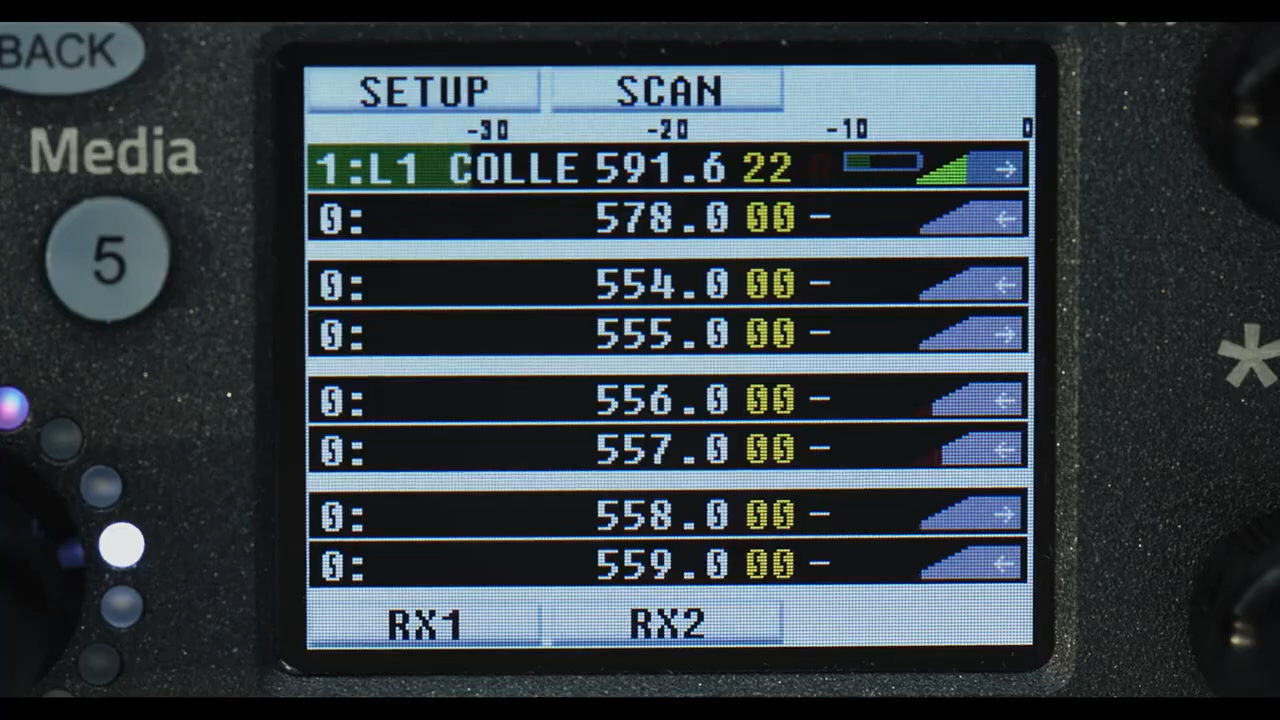 BACK
Media
5
SETUP SCAN
-30 -20 -10 0
1:L1 COLLE 591.6 22 →
0: 578.0 00 – ←
0: 554.0 00 – ←
0: 555.0 00 – →
0: 556.0 00 – ←
0: 557.0 00 – ←
0: 558.0 00 – →
0: 559.0 00 – ←
RX1 RX2
*